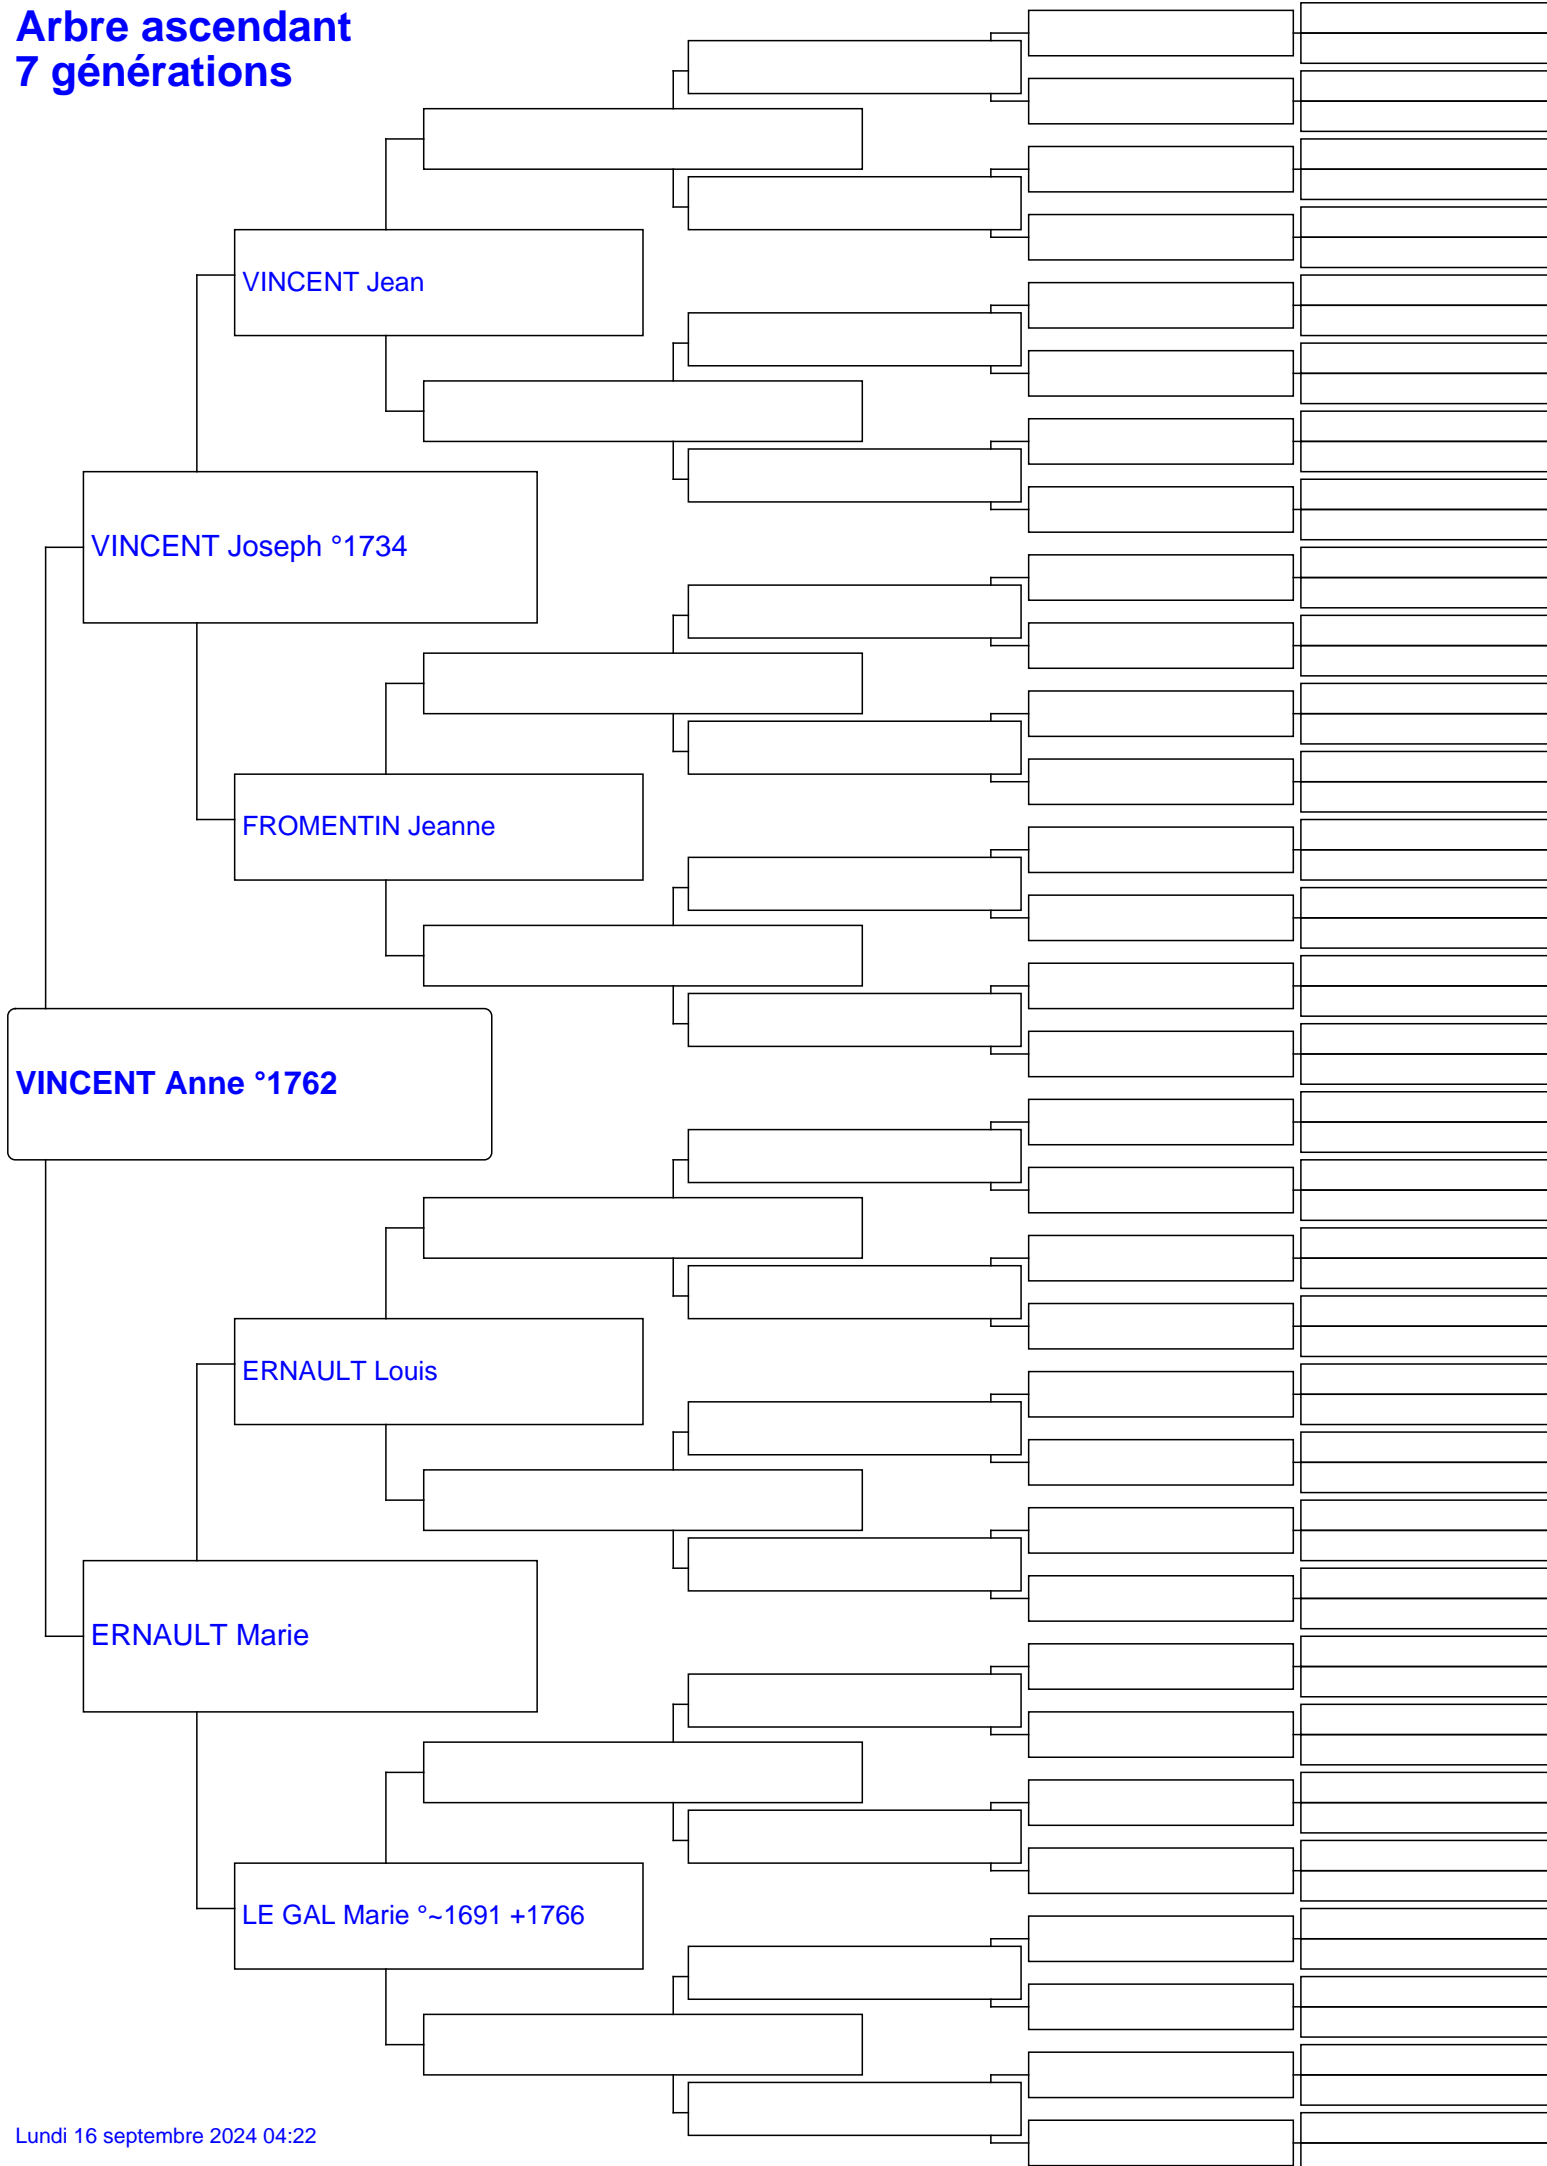 Arbre ascendant
7 générations
VINCENT Jean
VINCENT Joseph °1734
FROMENTIN Jeanne
VINCENT Anne °1762
ERNAULT Louis
ERNAULT Marie
LE GAL Marie °~1691 +1766
Lundi 16 septembre 2024 04:22